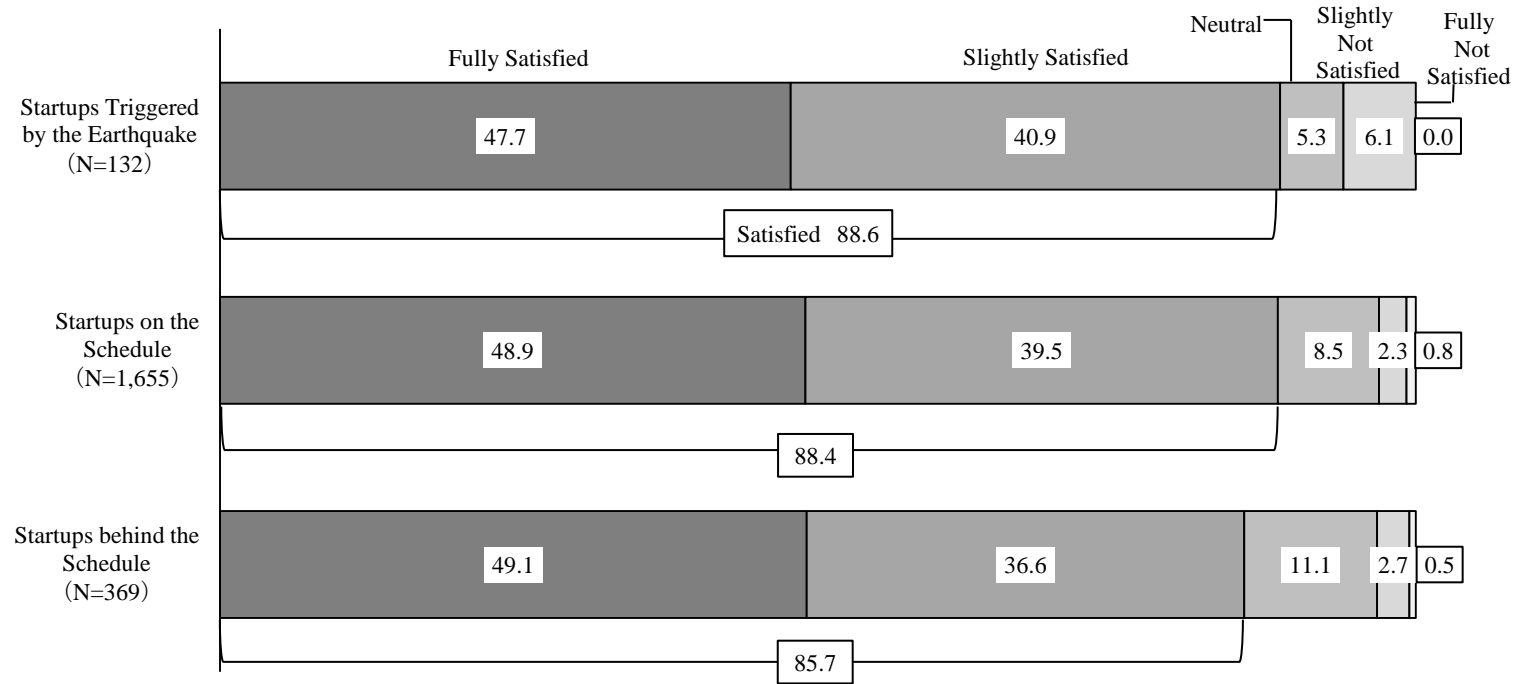 Neutral
Slightly
Not
Satisfied
Fully
Not
Satisfied
Fully Satisfied
Slightly Satisfied
Startups Triggered
by the Earthquake
（N=132）
47.7
40.9
5.3
6.1
0.0
Satisfied 88.6
Startups on the
Schedule
（N=1,655）
48.9
39.5
8.5
2.3
0.8
88.4
Startups behind the
Schedule
（N=369）
49.1
36.6
11.1
2.7
0.5
85.7